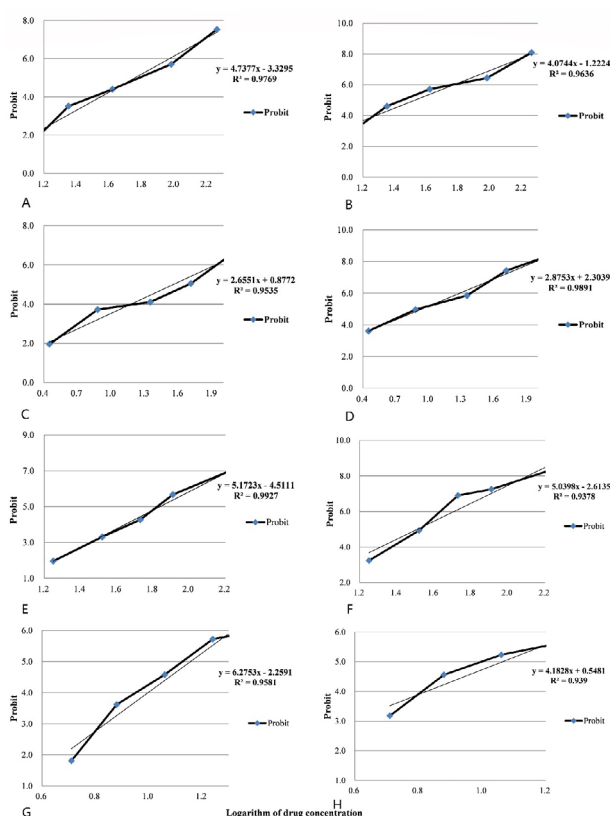 8.0
6.0
4.0
2.0
0.0
Probit
1.2 1.4 1.6 1.8 2.0 2.2
y = 4.7377x - 3.3295
R² = 0.9769
Probit
A
10.0
8.0
6.0
4.0
2.0
0.0
Probit
1.2 1.4 1.6 1.8 2.0 2.2
y = 4.0744x - 1.2224
R² = 0.9636
Probit
B
8.0
6.0
4.0
2.0
0.0
Probit
0.4 0.7 1.0 1.3 1.6 1.9
y = 2.6551x + 0.8772
R² = 0.9535
Probit
C
10.0
8.0
6.0
4.0
2.0
0.0
Probit
0.4 0.7 1.0 1.3 1.6 1.9
y = 2.8753x + 2.3039
R² = 0.9891
Probit
D
9.0
7.0
5.0
3.0
1.0
Probit
1.2 1.4 1.6 1.8 2.0 2.2
y = 5.1723x - 4.5111
R² = 0.9927
Probit
E
10.0
8.0
6.0
4.0
2.0
Probit
1.2 1.4 1.6 1.8 2.0 2.2
y = 5.0398x - 2.6135
R² = 0.9378
Probit
F
6.0
5.0
4.0
3.0
2.0
1.0
Probit
0.6 0.8 1.0 1.2
y = 6.2753x - 2.2591
R² = 0.9581
Probit
G
6.0
5.0
4.0
3.0
2.0
1.0
Probit
0.6 0.8 1.0 1.2
y = 4.1828x + 0.5481
R² = 0.939
Probit
H
Logarithm of drug concentration